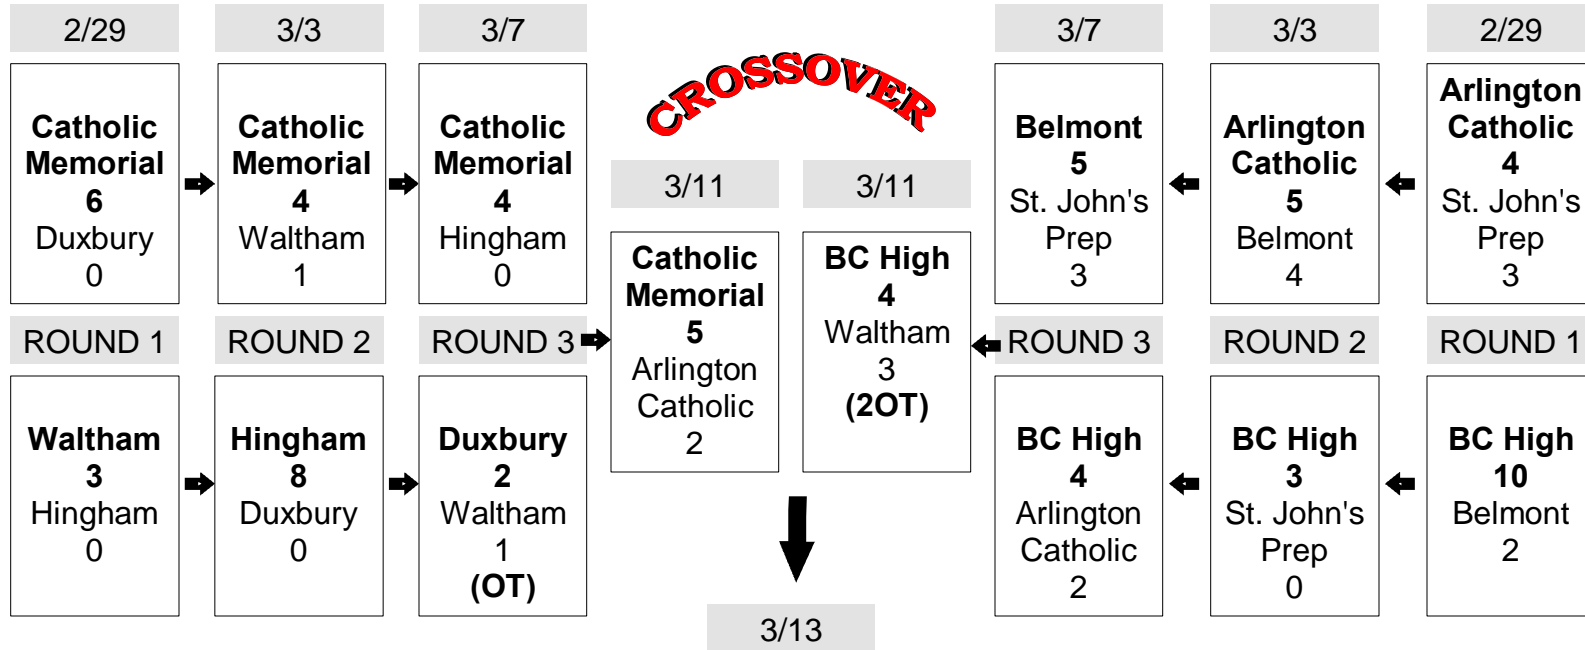 2/29
3/3
3/7
Catholic
Memorial
6
Duxbury
0
Catholic
Memorial
4
Waltham
1
Catholic
Memorial
4
Hingham
0
ROUND 1
ROUND 2
ROUND 3
Waltham
3
Hingham
0
Hingham
8
Duxbury
0
Duxbury
2
Waltham
1
(OT)
CROSSOVER
3/11
3/11
Catholic
Memorial
5
Arlington
Catholic
2
BC High
4
Waltham
3
(2OT)
3/13
3/7
3/3
2/29
Belmont
5
St. John's
Prep
3
Arlington
Catholic
5
Belmont
4
Arlington
Catholic
4
St. John's
Prep
3
ROUND 3
ROUND 2
ROUND 1
BC High
4
Arlington
Catholic
2
BC High
3
St. John's
Prep
0
BC High
10
Belmont
2